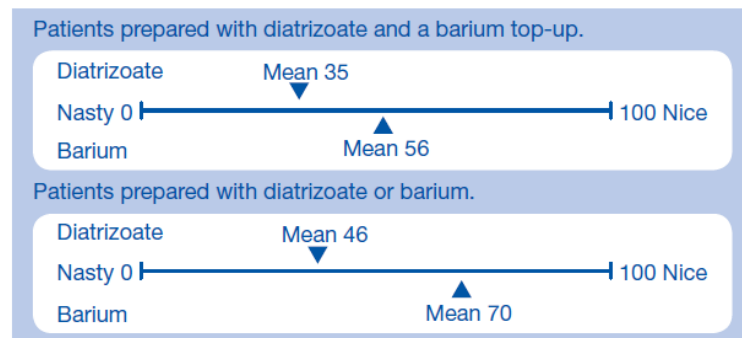 Patients prepared with diatrizoate and a barium top-up.
Diatrizoate
Mean 35
Nasty 0
100 Nice
Barium
Mean 56
Patients prepared with diatrizoate or barium.
Diatrizoate
Mean 46
Nasty 0
100 Nice
Barium
Mean 70